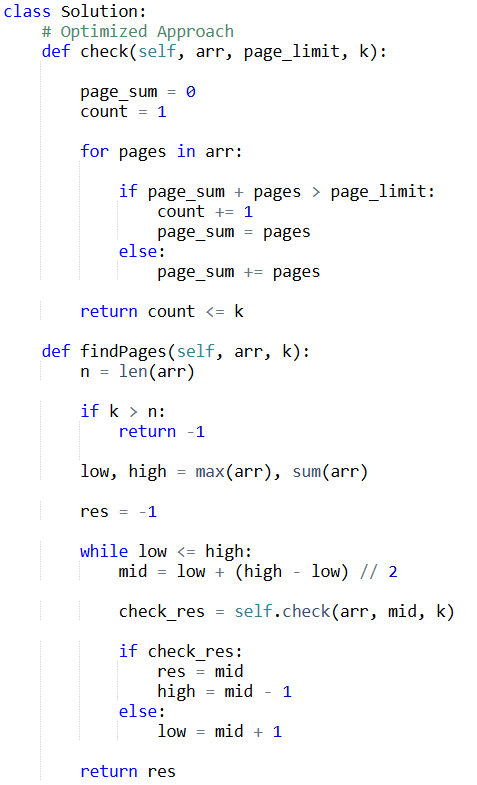 class Solution:
    # Optimized Approach
    def check(self, arr, page_limit, k):
        page_sum = 0
        count = 1
        for pages in arr:
            if page_sum + pages > page_limit:
                count += 1
                page_sum = pages
            else:
                page_sum += pages
        return count <= k
    def findPages(self, arr, k):
        n = len(arr)
        if k > n:
            return -1
        low, high = max(arr), sum(arr)
        res = -1
        while low <= high:
            mid = low + (high - low) // 2
            check_res = self.check(arr, mid, k)
            if check_res:
                res = mid
                high = mid - 1
            else:
                low = mid + 1
        return res